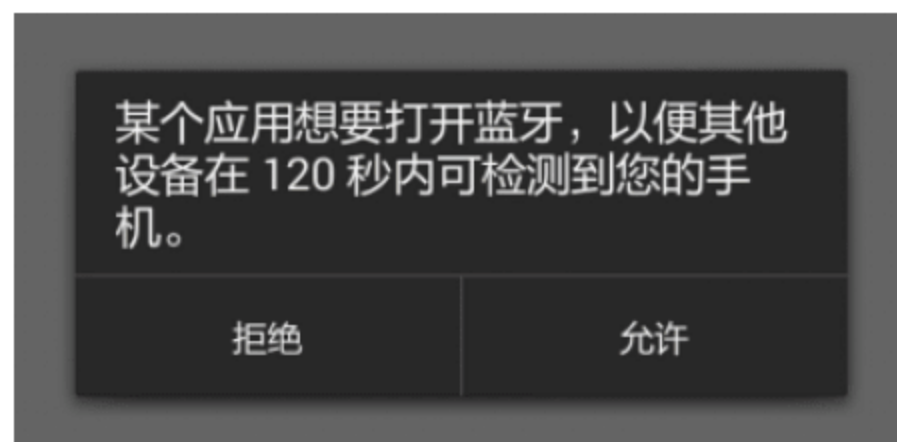 某个应用想要打开蓝牙，以便其他
设备在 120 秒内可检测到您的手
机。
拒绝
允许